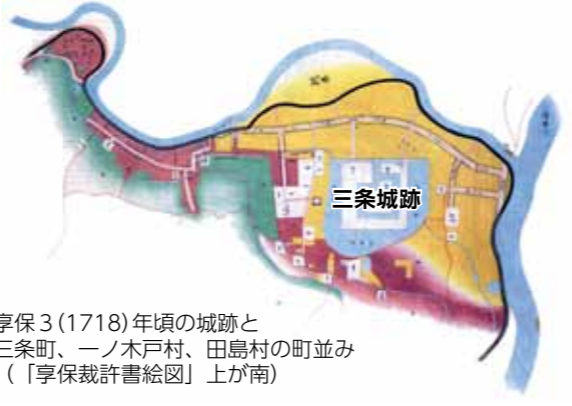 三条城跡
享保3(1718)年頃の城跡と
三条町、一ノ木戸村、田島村の町並み
(「享保裁許書絵図」上が南)